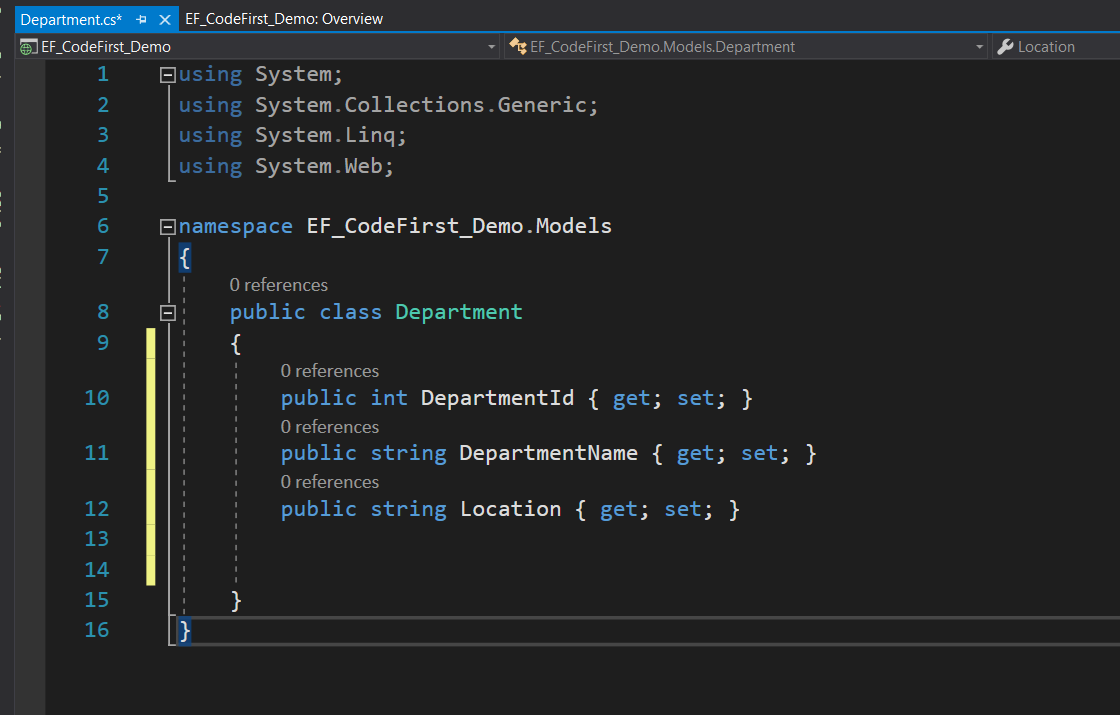 Department.cs* EF_CodeFirst_Demo: Overview
EF_CodeFirst_Demo EF_CodeFirst_Demo.Models.Department Location
1 using System;
2 using System.Collections.Generic;
3 using System.Linq;
4 using System.Web;
5
6 namespace EF_CodeFirst_Demo.Models
7 {
0 references
8 public class Department
9 {
0 references
10 public int DepartmentId { get; set; }
0 references
11 public string DepartmentName { get; set; }
0 references
12 public string Location { get; set; }
13
14
15 }
16 }